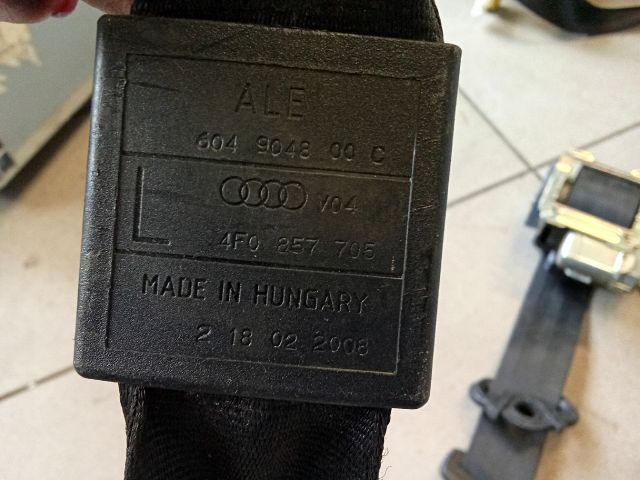 ALE
604 9048 00 C
L V04
4F0 857 705
MADE IN HUNGARY
2 18 02 2008